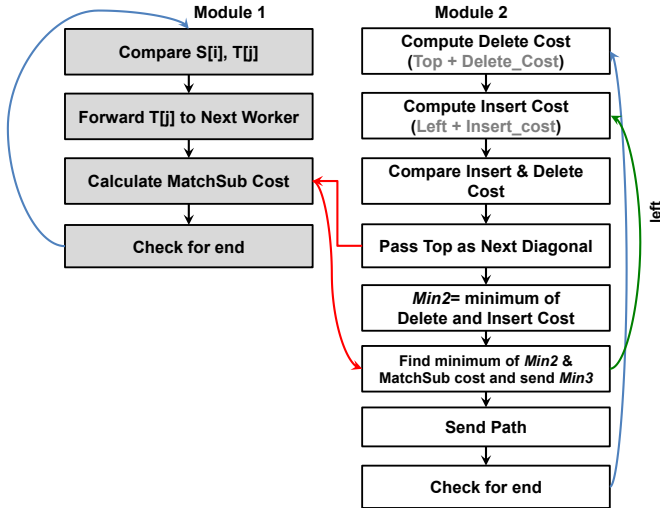 Module 1
Compare S[i], T[j]
Forward T[j] to Next Worker
Calculate MatchSub Cost
Check for end
Module 2
Compute Delete Cost
(Top + Delete_Cost)
Compute Insert Cost
(Left + Insert_cost)
Compare Insert & Delete
Cost
Pass Top as Next Diagonal
Min2= minimum of
Delete and Insert Cost
Find minimum of Min2 &
MatchSub cost and send Min3
Send Path
Check for end
left